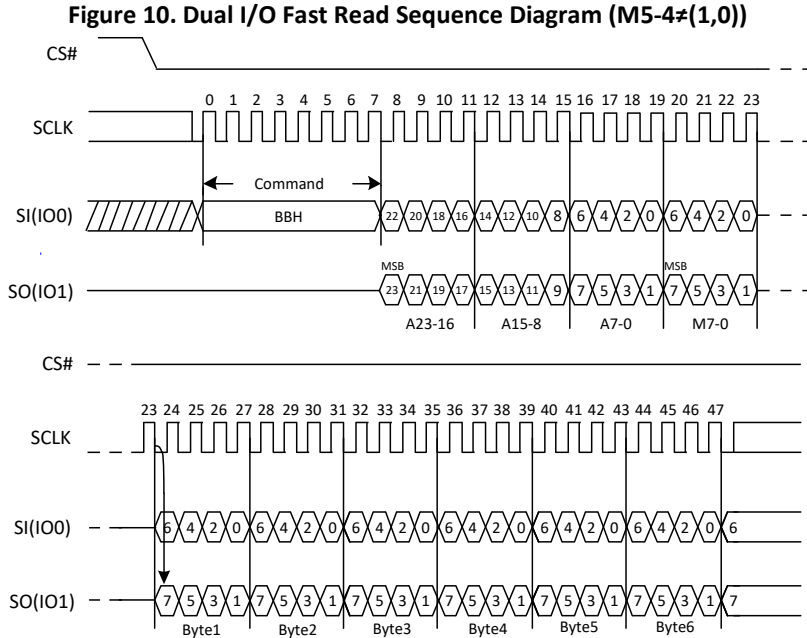 Figure 10. Dual I/O Fast Read Sequence Diagram (M5-4≠(1,0))
CS#
0 1 2 3 4 5 6 7 8 9 10 11 12 13 14 15 16 17 18 19 20 21 22 23
SCLK
Command
SI(IO0) BBH 22 20 18 16 14 12 10 8 6 4 2 0 6 4 2 0
MSB MSB
SO(IO1) 23 21 19 17 15 13 11 9 7 5 3 1 7 5 3 1
A23-16 A15-8 A7-0 M7-0
CS#
23 24 25 26 27 28 29 30 31 32 33 34 35 36 37 38 39 40 41 42 43 44 45 46 47
SCLK
SI(IO0) 6 4 2 0 6 4 2 0 6 4 2 0 6 4 2 0 6 4 2 0 6 4 2 0 6
SO(IO1) 7 5 3 1 7 5 3 1 7 5 3 1 7 5 3 1 7 5 3 1 7 5 3 1 7
Byte1 Byte2 Byte3 Byte4 Byte5 Byte6